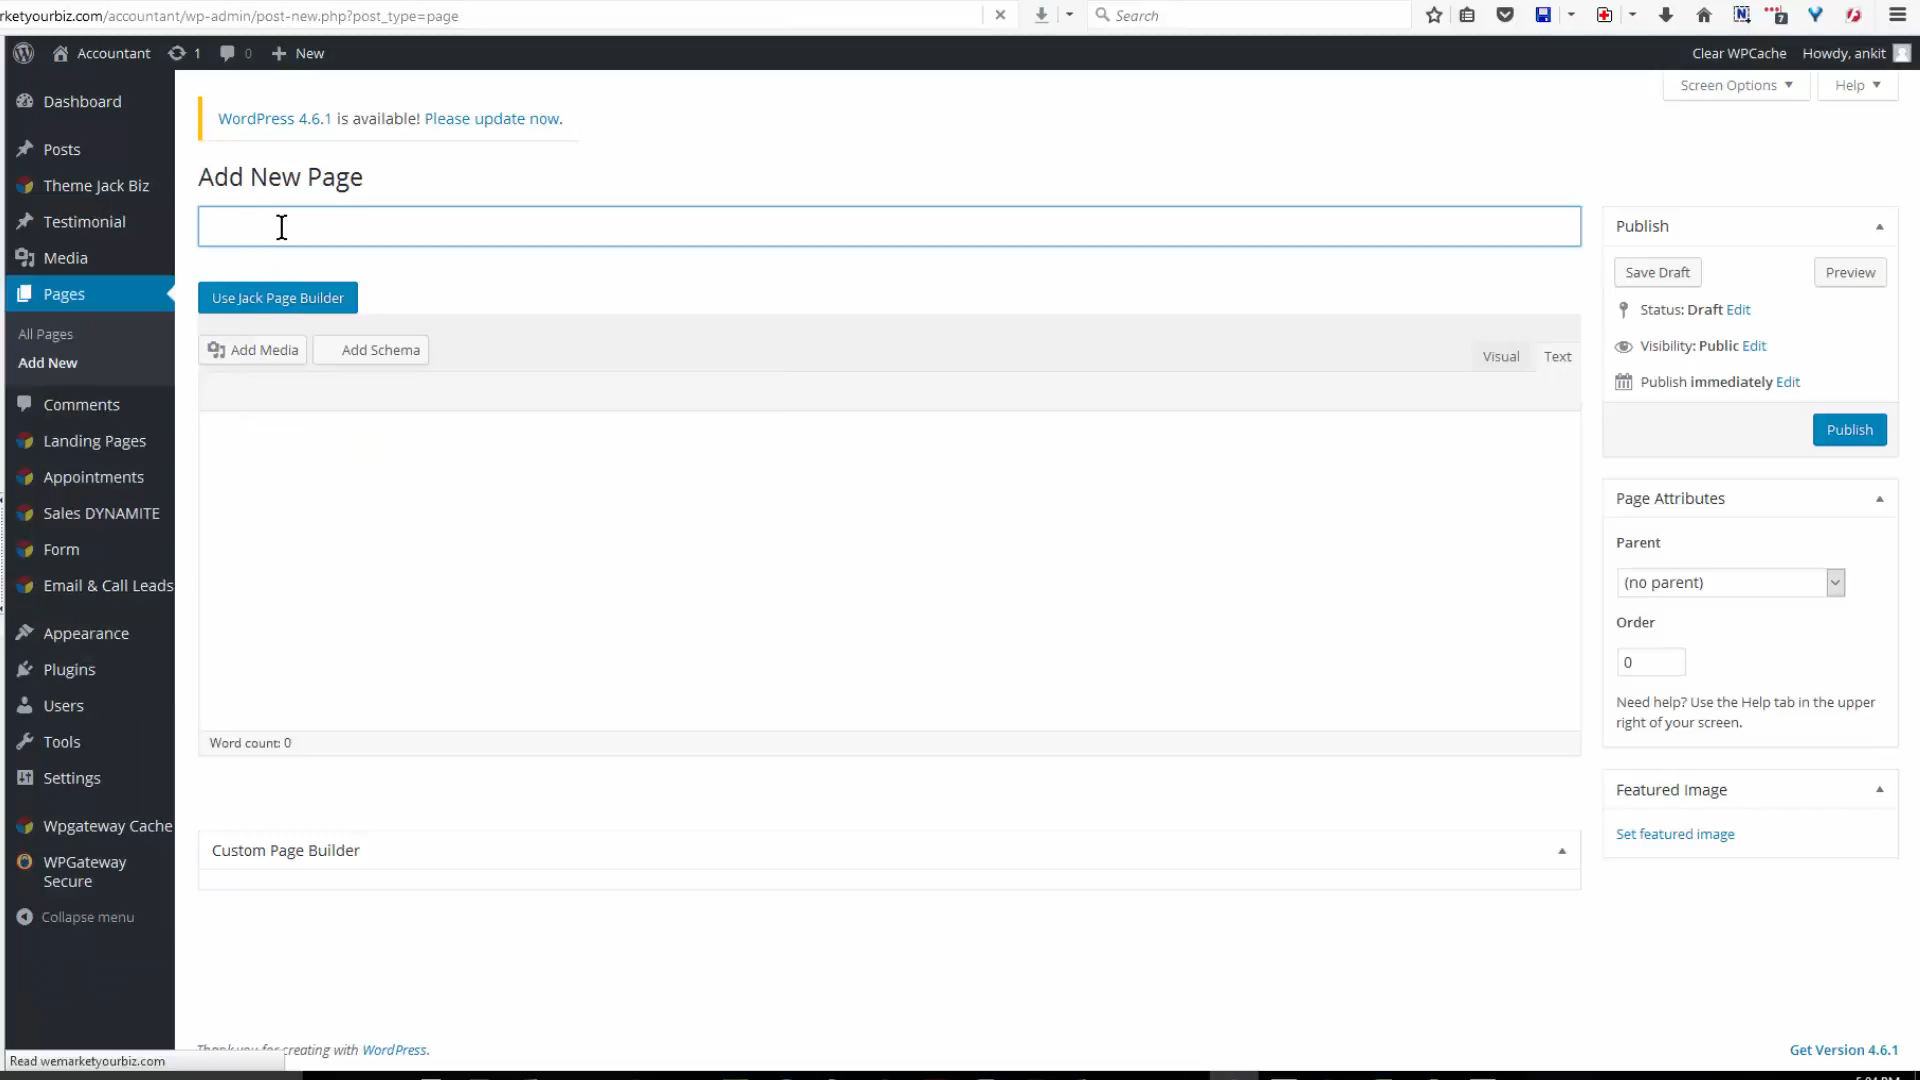 rketyourbiz.com/accountant/wp-admin/post-new.php?post_type=page
Search
7
Accountant 1 0 New
Clear WPCache Howdy, ankit
Screen Options Help
Dashboard
Posts
Theme Jack Biz
Testimonial
Media
Pages
All Pages
Add New
Comments
Landing Pages
Appointments
Sales DYNAMITE
Form
Email & Call Leads
Appearance
Plugins
Users
Tools
Settings
Wpgateway Cache
WPGateway
Secure
Collapse menu
Read wemarketyourbiz.com
WordPress 4.6.1 is available! Please update now.
Add New Page
Use Jack Page Builder
Add Media Add Schema
Visual Text
Word count: 0
Custom Page Builder
Thank you for creating with WordPress.
Publish
Save Draft Preview
Status: Draft Edit
Visibility: Public Edit
Publish immediately Edit
Publish
Page Attributes
Parent
(no parent)
Order
0
Need help? Use the Help tab in the upper
right of your screen.
Featured Image
Set featured image
Get Version 4.6.1